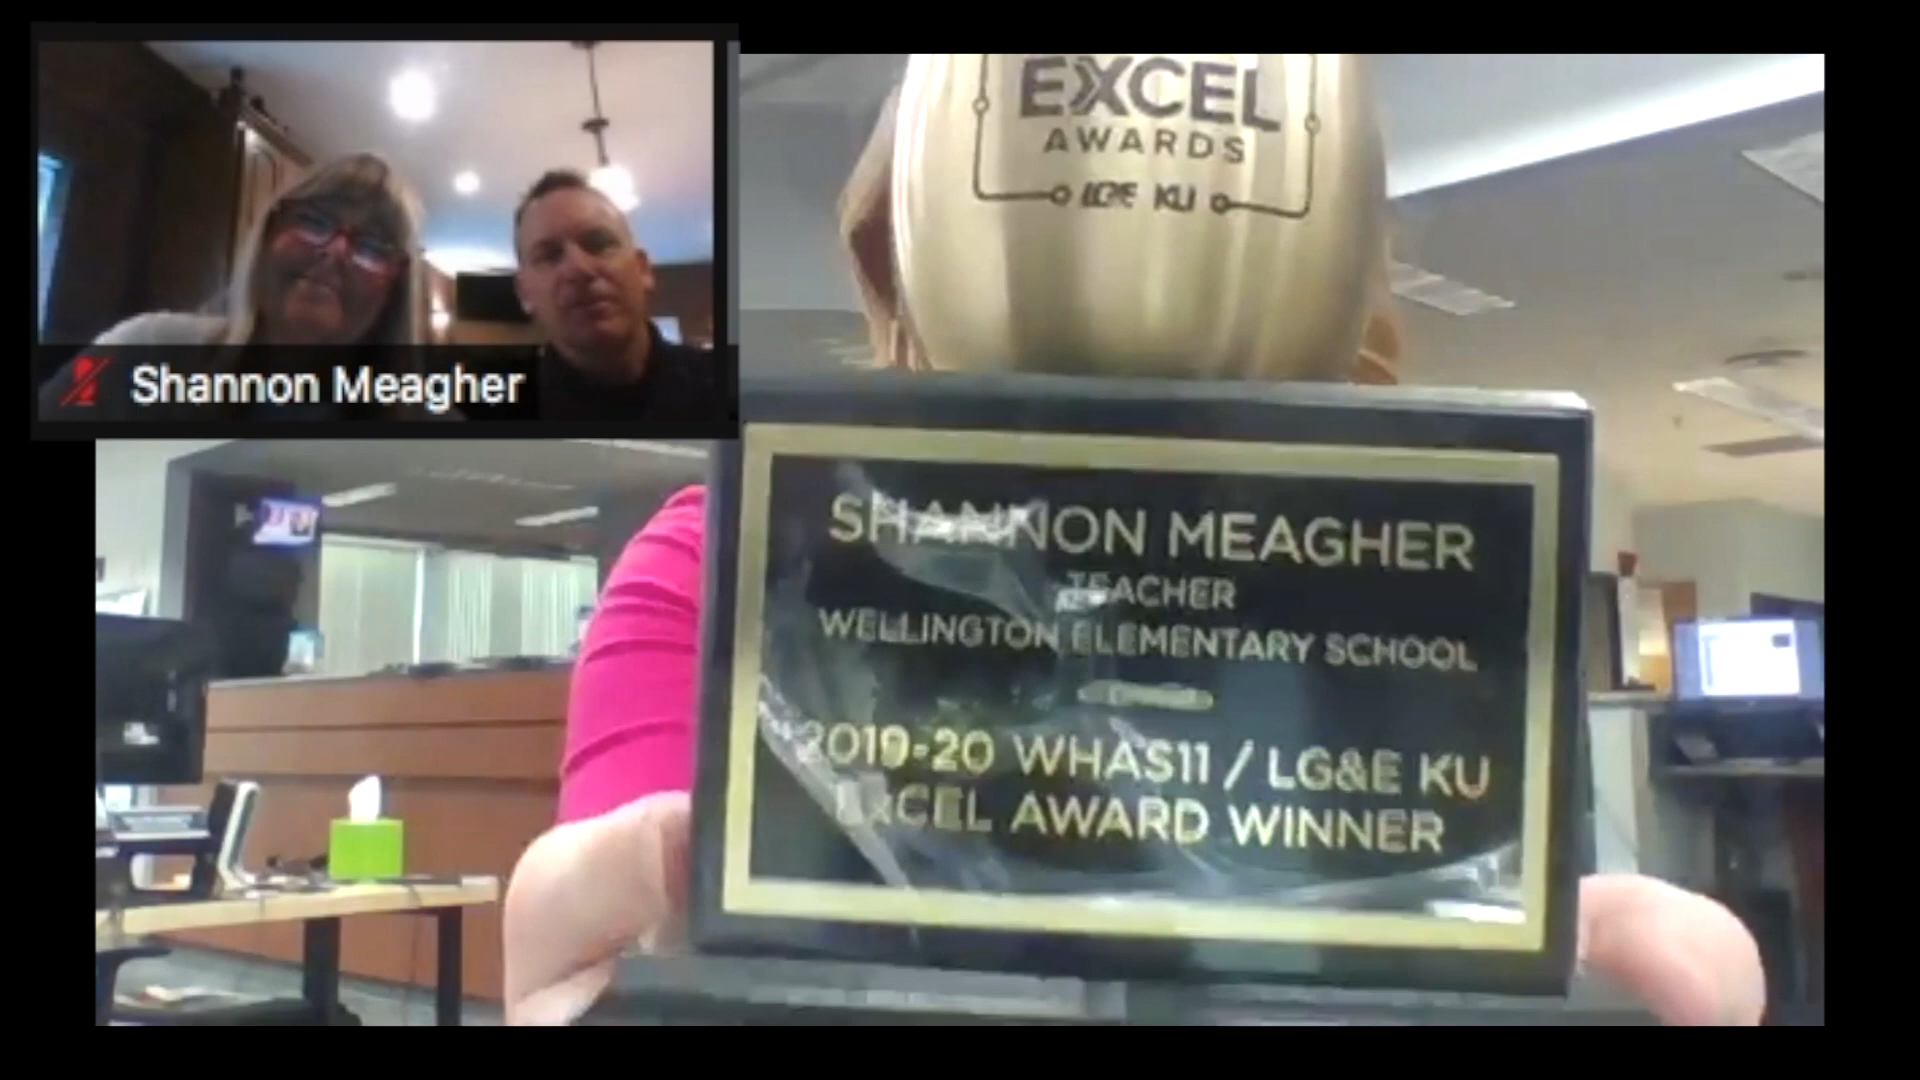 EXCEL
AWARDS
LG&E KU
Shannon Meagher
SHANNON MEAGHER
TEACHER
WELLINGTON ELEMENTARY SCHOOL
2019-20 WHAS11 / LG&E KU
EXCEL AWARD WINNER